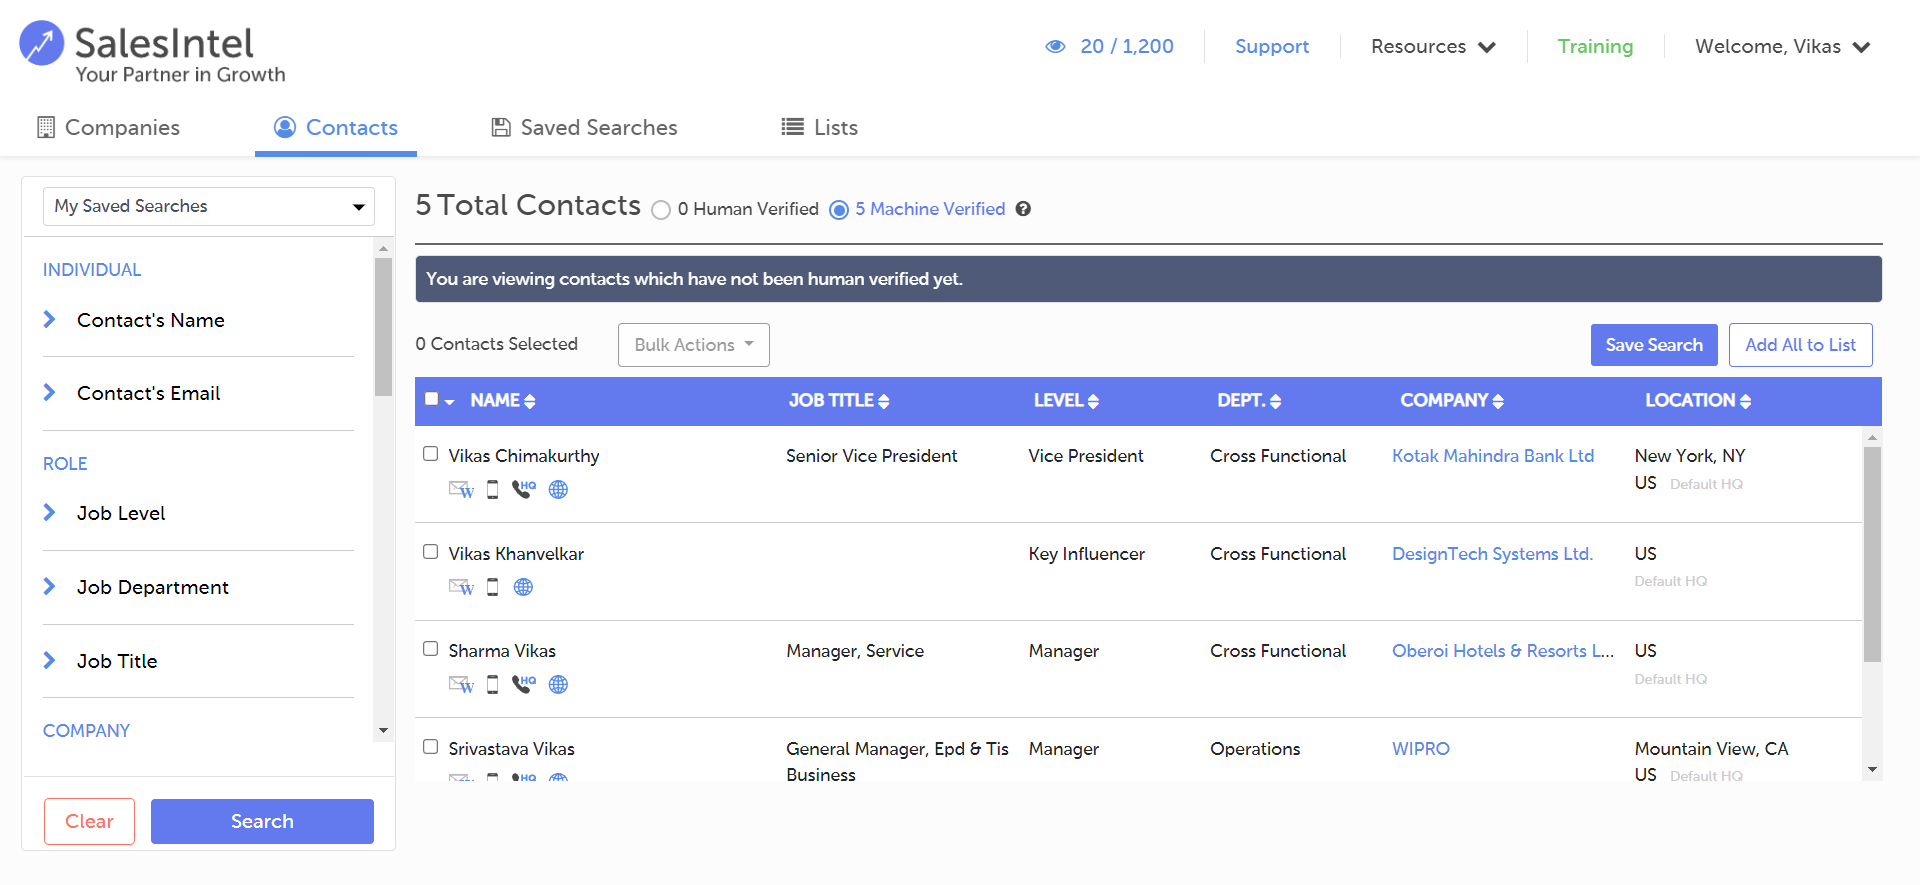 SalesIntel
Your Partner in Growth
20 / 1,200
Support
Resources
Training
Welcome, Vikas
Companies
Contacts
Saved Searches
Lists
My Saved Searches
INDIVIDUAL
Contact's Name
Contact's Email
ROLE
Job Level
Job Department
Job Title
COMPANY
Clear
Search
5 Total Contacts
0 Human Verified
5 Machine Verified
?
You are viewing contacts which have not been human verified yet.
0 Contacts Selected
Bulk Actions
Save Search
Add All to List
NAME JOB TITLE LEVEL DEPT. COMPANY LOCATION
Vikas Chimakurthy Senior Vice President Vice President Cross Functional Kotak Mahindra Bank Ltd New York, NY
W HQ US Default HQ
Vikas Khanvelkar Key Influencer Cross Functional DesignTech Systems Ltd. US
W Default HQ
Sharma Vikas Manager, Service Manager Cross Functional Oberoi Hotels & Resorts L... US
W HQ Default HQ
Srivastava Vikas General Manager, Epd & Tis Manager Operations WIPRO Mountain View, CA
HQ Business US Default HQ